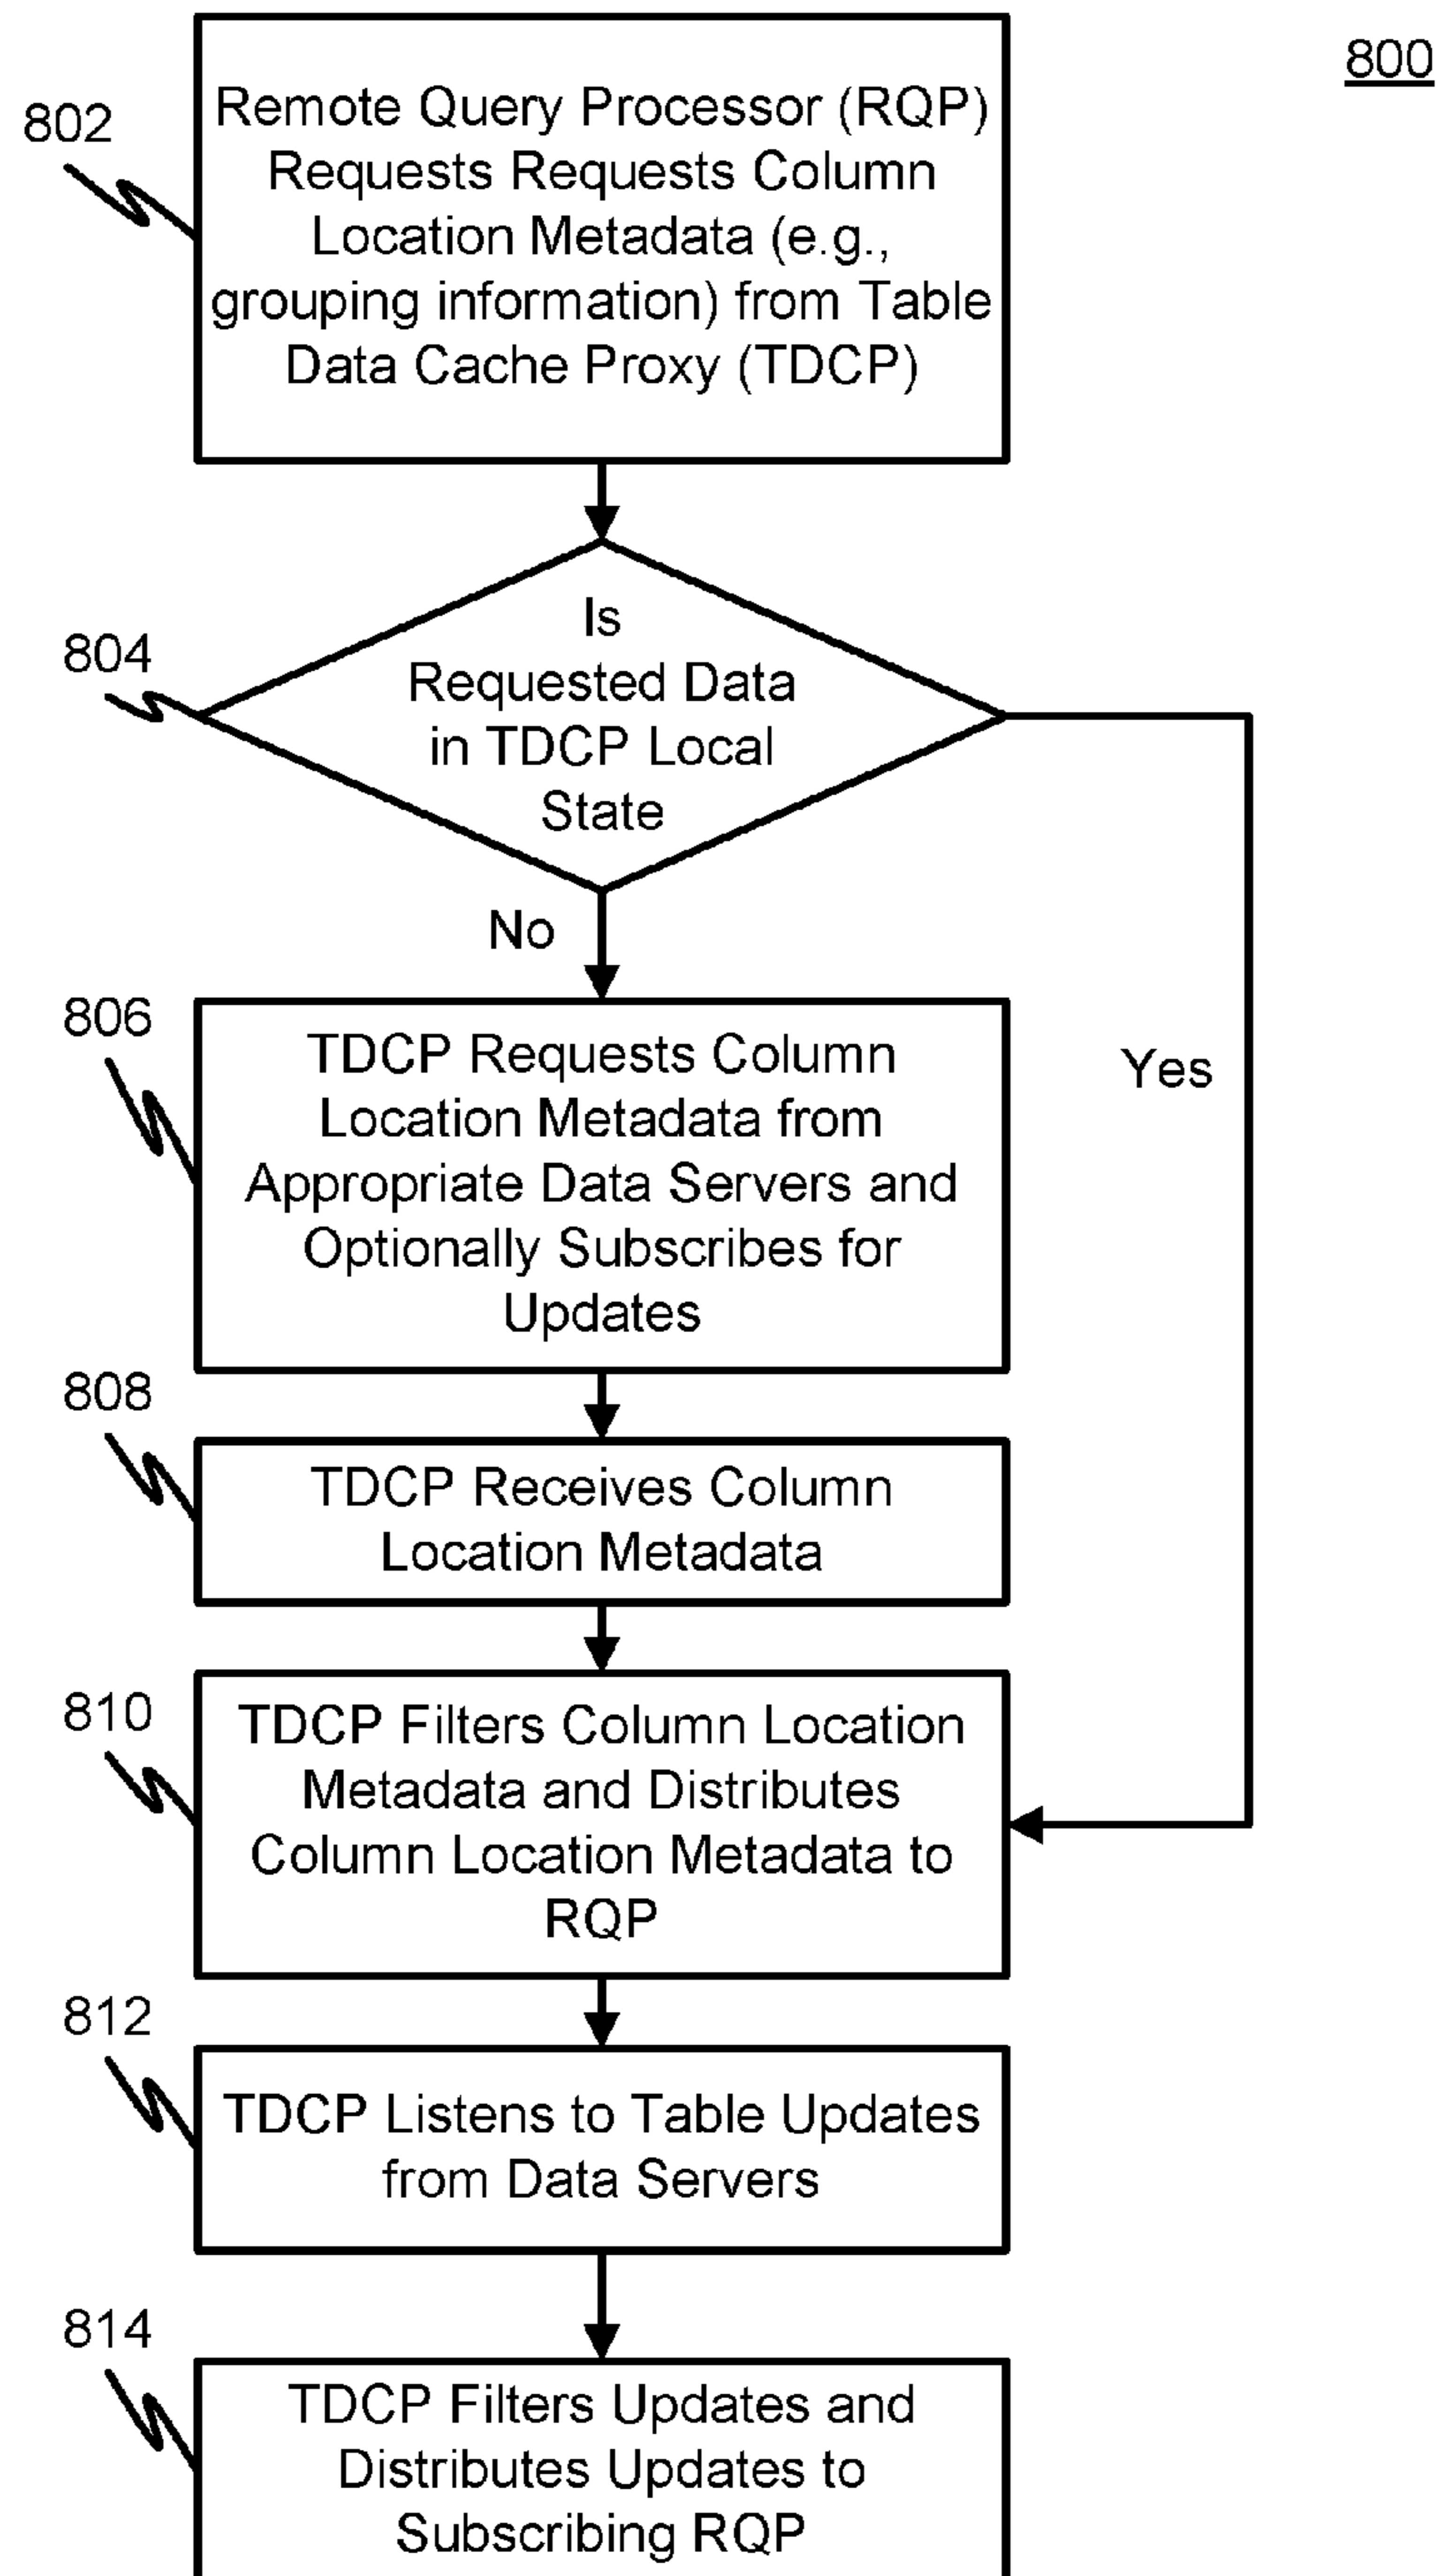 800
802
Remote Query Processor (RQP)
Requests Requests Column
Location Metadata (e.g.,
grouping information) from Table
Data Cache Proxy (TDCP)
804
Is
Requested Data
in TDCP Local
State
No
Yes
806
TDCP Requests Column
Location Metadata from
Appropriate Data Servers and
Optionally Subscribes for
Updates
808
TDCP Receives Column
Location Metadata
810
TDCP Filters Column Location
Metadata and Distributes
Column Location Metadata to
RQP
812
TDCP Listens to Table Updates
from Data Servers
814
TDCP Filters Updates and
Distributes Updates to
Subscribing RQP